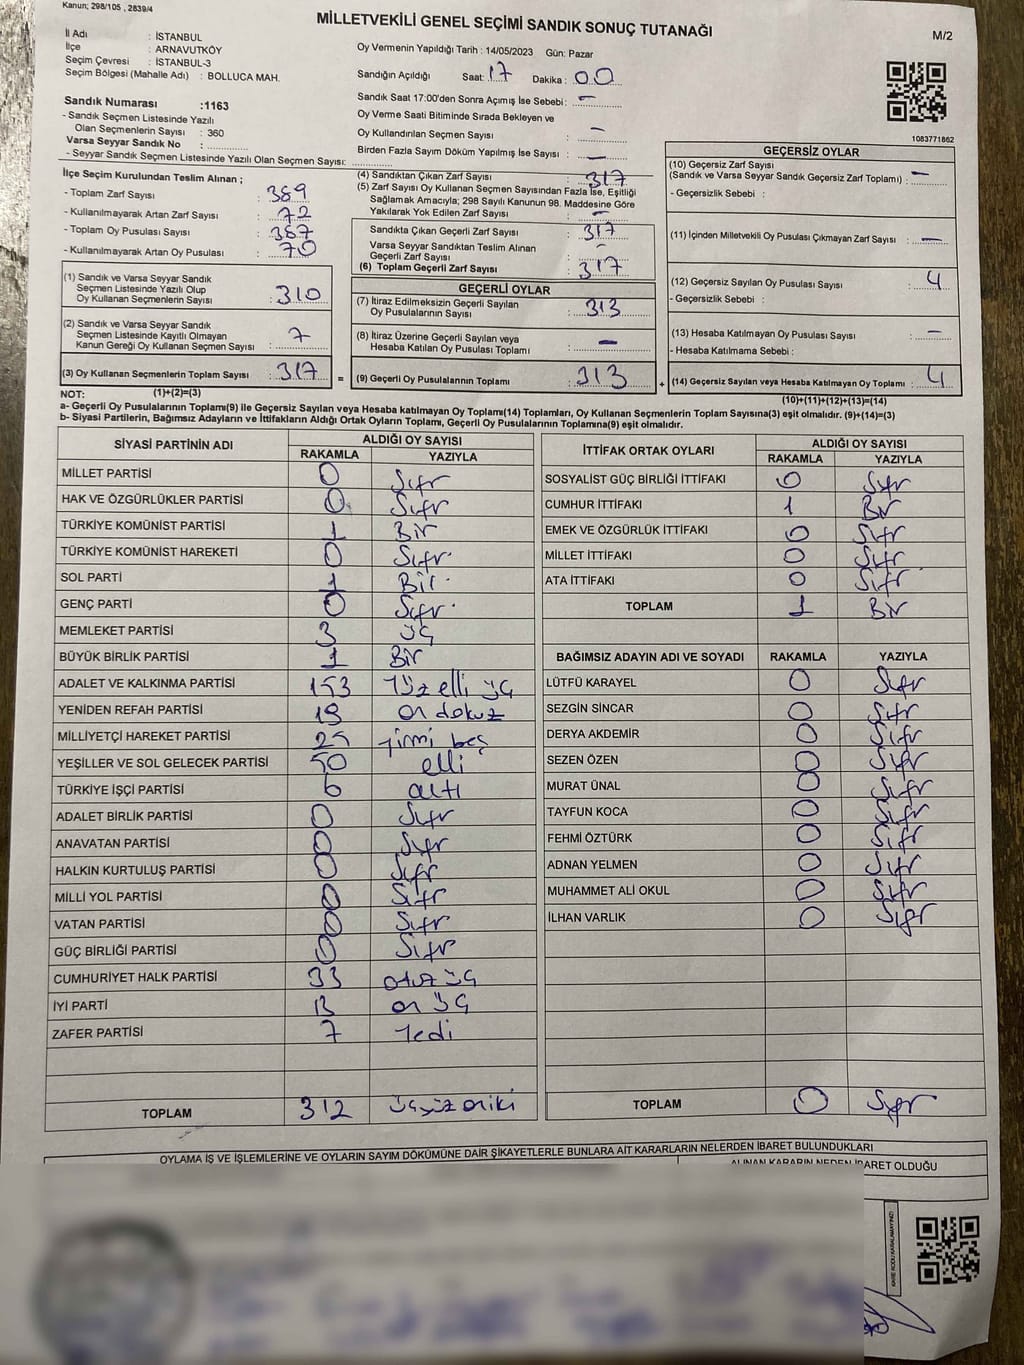 Kanun; 298/105 , 2839/4
MİLLETVEKİLİ GENEL SEÇİMİ SANDIK SONUÇ TUTANAĞI
M/2
İl Adı : İSTANBUL
İlçe : ARNAVUTKÖY
Seçim Çevresi : İSTANBUL-3
Seçim Bölgesi (Mahalle Adı) : BOLLUCA MAH.
Sandık Numarası :1163
- Sandık Seçmen Listesinde Yazılı
Olan Seçmenlerin Sayısı : 360
Varsa Seyyar Sandık No :
- Seyyar Sandık Seçmen Listesinde Yazılı Olan Seçmen Sayısı:
Oy Vermenin Yapıldığı Tarih : 14/05/2023 Gün: Pazar
Sandığın Açıldığı Saat: 17 Dakika : 00
Sandık Saat 17:00'den Sonra Açımış İse Sebebi : —
Oy Verme Saati Bitiminde Sırada Bekleyen ve
Oy Kullandırılan Seçmen Sayısı : —
Birden Fazla Sayım Döküm Yapılmış İse Sayısı : —
1083771862
İlçe Seçim Kurulundan Teslim Alınan ;
- Toplam Zarf Sayısı : 389
- Kullanılmayarak Artan Zarf Sayısı : 72
- Toplam Oy Pusulası Sayısı : 387
- Kullanılmayarak Artan Oy Pusulası : 70
(1) Sandık ve Varsa Seyyar Sandık
Seçmen Listesinde Yazılı Olup
Oy Kullanan Seçmenlerin Sayısı : 310
(2) Sandık ve Varsa Seyyar Sandık
Seçmen Listesinde Kayıtlı Olmayan
Kanun Gereği Oy Kullanan Seçmen Sayısı : 7
(3) Oy Kullanan Seçmenlerin Toplam Sayısı : 317
(1)+(2)=(3)
(4) Sandıktan Çıkan Zarf Sayısı : 317
(5) Zarf Sayısı Oy Kullanan Seçmen Sayısından Fazla İse, Eşitliği
Sağlamak Amacıyla; 298 Sayılı Kanunun 98. Maddesine Göre
Yakılarak Yok Edilen Zarf Sayısı : —
Sandıkta Çıkan Geçerli Zarf Sayısı : 317
Varsa Seyyar Sandıktan Teslim Alınan
Geçerli Zarf Sayısı : -
(6) Toplam Geçerli Zarf Sayısı : 317
GEÇERLİ OYLAR
(7) İtiraz Edilmeksizin Geçerli Sayılan
Oy Pusulalarının Sayısı : 313
(8) İtiraz Üzerine Geçerli Sayılan veya
Hesaba Katılan Oy Pusulası Toplamı : —
= (9) Geçerli Oy Pusulalarının Toplamı : 313
GEÇERSİZ OYLAR
(10) Geçersiz Zarf Sayısı
(Sandık ve Varsa Seyyar Sandık Geçersiz Zarf Toplamı) : —
- Geçersizlik Sebebi :
(11) İçinden Milletvekili Oy Pusulası Çıkmayan Zarf Sayısı : —
(12) Geçersiz Sayılan Oy Pusulası Sayısı : 4
- Geçersizlik Sebebi :
(13) Hesaba Katılmayan Oy Pusulası Sayısı : —
- Hesaba Katılmama Sebebi :
+ (14) Geçersiz Sayılan veya Hesaba Katılmayan Oy Toplamı : 4
(10)+(11)+(12)+(13)=(14)
NOT:
a- Geçerli Oy Pusulalarının Toplamı(9) ile Geçersiz Sayılan veya Hesaba katılmayan Oy Toplamı(14) Toplamları, Oy Kullanan Seçmenlerin Toplam Sayısına(3) eşit olmalıdır. (9)+(14)=(3)
b- Siyasi Partilerin, Bağımsız Adayların ve İttifakların Aldığı Ortak Oyların Toplamı, Geçerli Oy Pusulalarının Toplamına(9) eşit olmalıdır.
SİYASİ PARTİNİN ADI ALDIĞI OY SAYISI
RAKAMLA YAZIYLA
MİLLET PARTİSİ 0 Sıfır
HAK VE ÖZGÜRLÜKLER PARTİSİ 0 Sıfır
TÜRKİYE KOMÜNİST PARTİSİ 1 Bir
TÜRKİYE KOMÜNİST HAREKETİ 0 Sıfır
SOL PARTİ 1 Bir
GENÇ PARTİ 0 Sıfır
MEMLEKET PARTİSİ 3 üç
BÜYÜK BİRLİK PARTİSİ 1 Bir
ADALET VE KALKINMA PARTİSİ 153 Yüz elli üç
YENİDEN REFAH PARTİSİ 19 on dokuz
MİLLİYETÇİ HAREKET PARTİSİ 25 yirmi beş
YEŞİLLER VE SOL GELECEK PARTİSİ 50 elli
TÜRKİYE İŞÇİ PARTİSİ 6 altı
ADALET BİRLİK PARTİSİ 0 Sıfır
ANAVATAN PARTİSİ 0 Sıfır
HALKIN KURTULUŞ PARTİSİ 0 Sıfır
MİLLİ YOL PARTİSİ 0 Sıfır
VATAN PARTİSİ 0 Sıfır
GÜÇ BİRLİĞİ PARTİSİ 0 Sıfır
CUMHURİYET HALK PARTİSİ 33 otuz üç
İYİ PARTİ 13 on üç
ZAFER PARTİSİ 7 Yedi
TOPLAM 312 üçyüz oniki
İTTİFAK ORTAK OYLARI ALDIĞI OY SAYISI
RAKAMLA YAZIYLA
SOSYALİST GÜÇ BİRLİĞİ İTTİFAKI 0 Sıfır
CUMHUR İTTİFAKI 1 Bir
EMEK VE ÖZGÜRLÜK İTTİFAKI 0 Sıfır
MİLLET İTTİFAKI 0 Sıfır
ATA İTTİFAKI 0 Sıfır
TOPLAM 1 Bir
BAĞIMSIZ ADAYIN ADI VE SOYADI RAKAMLA YAZIYLA
LÜTFÜ KARAYEL 0 Sıfır
SEZGİN SİNCAR 0 Sıfır
DERYA AKDEMİR 0 Sıfır
SEZEN ÖZEN 0 Sıfır
MURAT ÜNAL 0 Sıfır
TAYFUN KOCA 0 Sıfır
FEHMİ ÖZTÜRK 0 Sıfır
ADNAN YELMEN 0 Sıfır
MUHAMMET ALİ OKUL 0 Sıfır
İLHAN VARLIK 0 Sıfır
TOPLAM 0 Sıfır
OYLAMA İŞ VE İŞLEMLERİNE VE OYLARIN SAYIM DÖKÜMÜNE DAİR ŞİKAYETLERLE BUNLARA AİT KARARLARIN NELERDEN İBARET BULUNDUKLARI
ALINAN KARARIN NEDEN İBARET OLDUĞU
KARE KODU KARALAMAYINIZ!